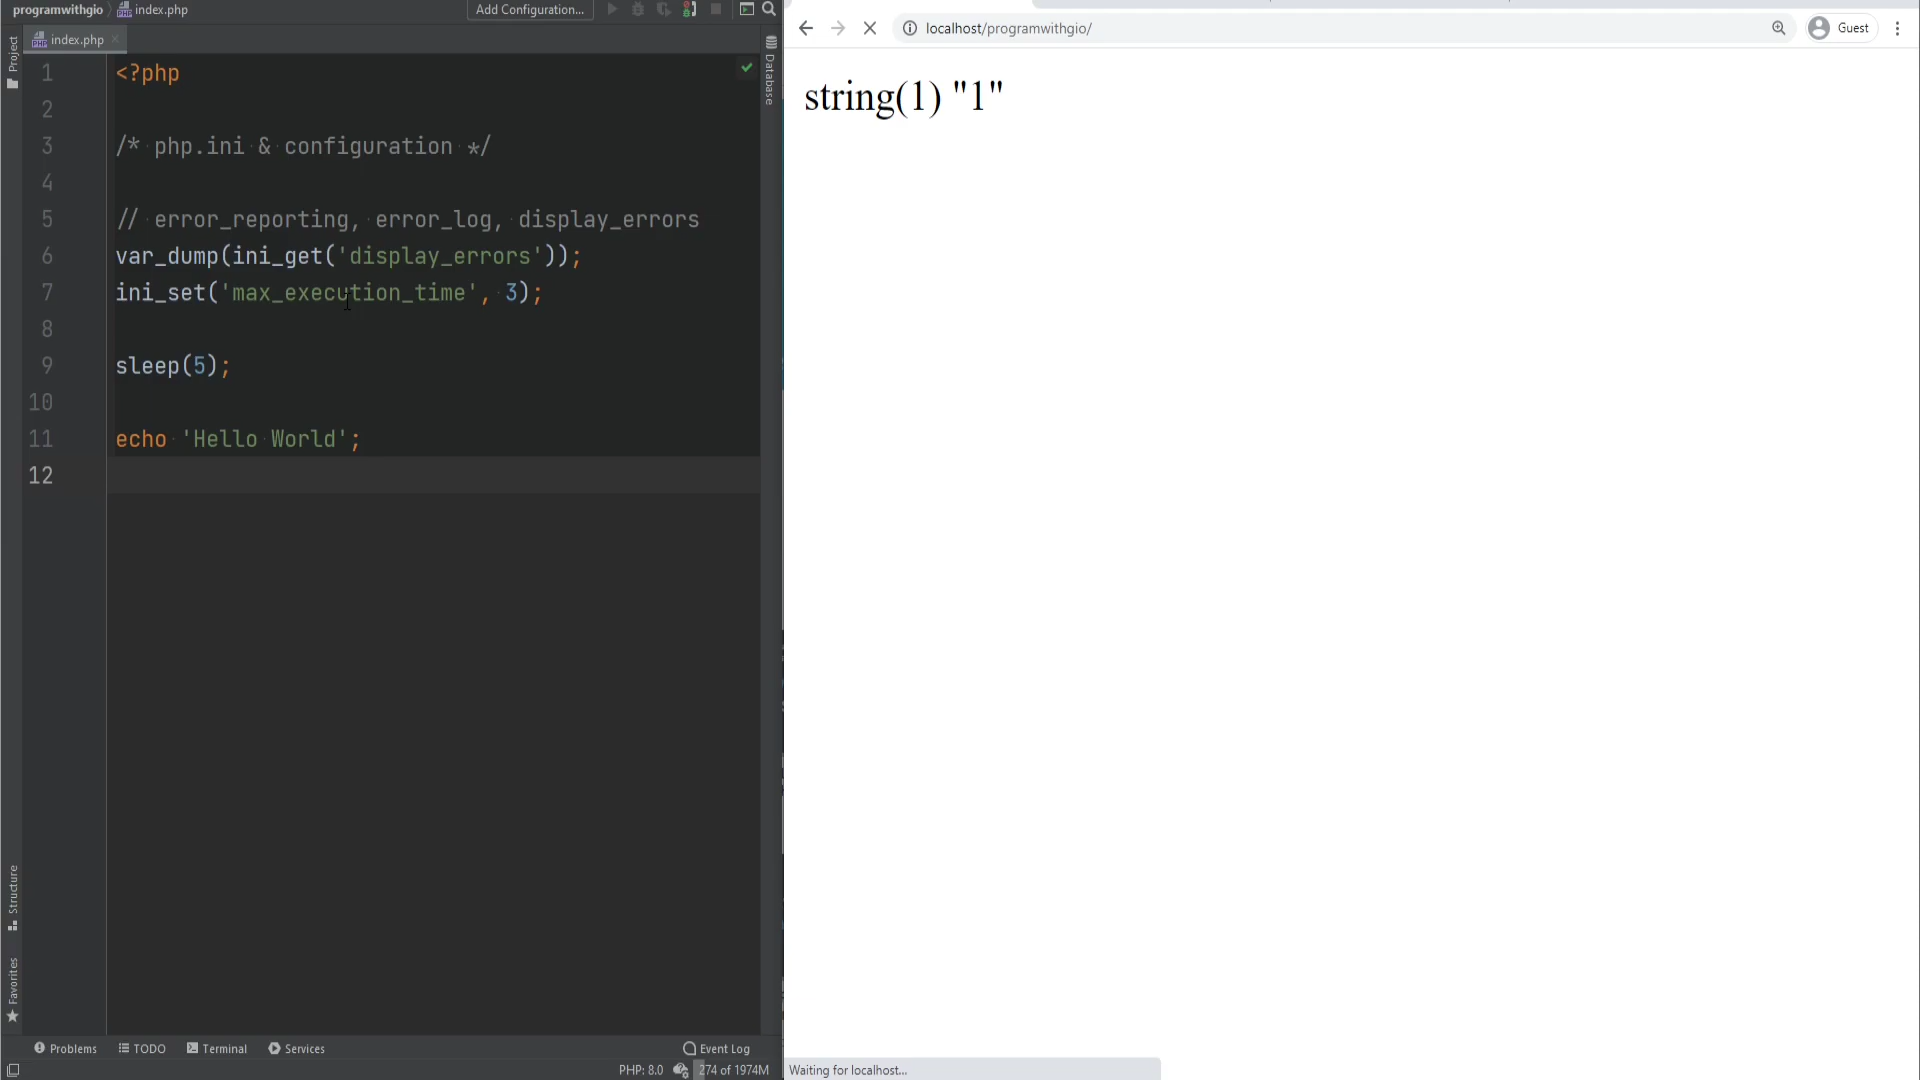 programwithgio index.php Add Configuration...
index.php
Project
Database
1 <?php
2
3 /* php.ini & configuration */
4
5 // error_reporting, error_log, display_errors
6 var_dump(ini_get('display_errors'));
7 ini_set('max_execution_time', 3);
8
9 sleep(5);
10
11 echo 'Hello World';
12
Structure
Favorites
Problems TODO Terminal Services Event Log
PHP: 8.0 274 of 1974M
localhost/programwithgio/ Guest
string(1) "1"
Waiting for localhost...